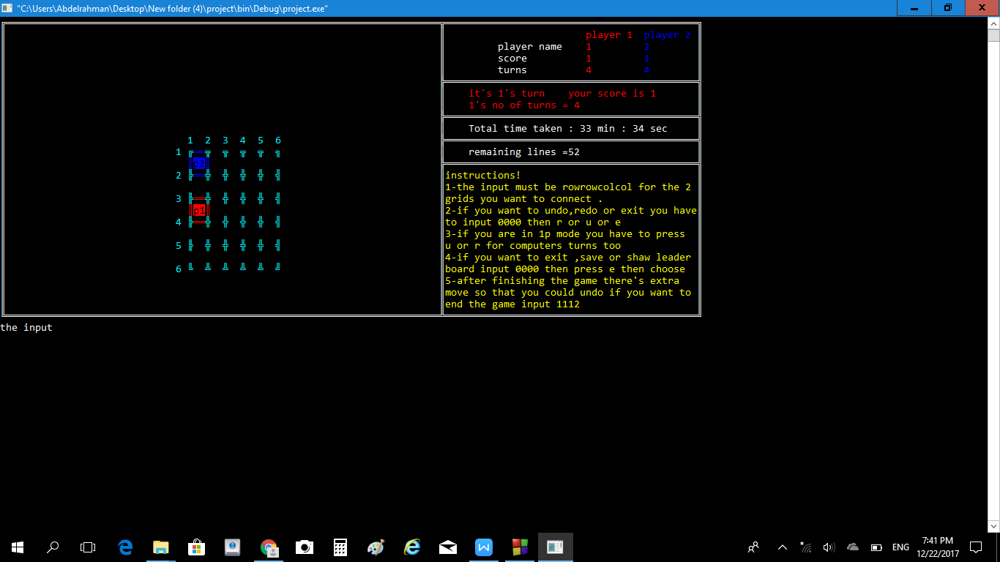 "C:\Users\Abdelrahman\Desktop\New folder (4)\project\bin\Debug\project.exe"
player 1 player 2
player name 1 2
score 1 1
turns 4 4
it's 1's turn your score is 1
1's no of turns = 4
Total time taken : 33 min : 34 sec
remaining lines =52
instructions!
1-the input must be rowrowcolcol for the 2
grids you want to connect .
2-if you want to undo,redo or exit you have
to input 0000 then r or u or e
3-if you are in 1p mode you have to press
u or r for computers turns too
4-if you want to exit ,save or shaw leader
board input 0000 then press e then choose
5-after finishing the game there's extra
move so that you could undo if you want to
end the game input 1112
1 2 3 4 5 6
1
p2
2
3
p1
4
5
6
the input
ENG
7:41 PM
12/22/2017